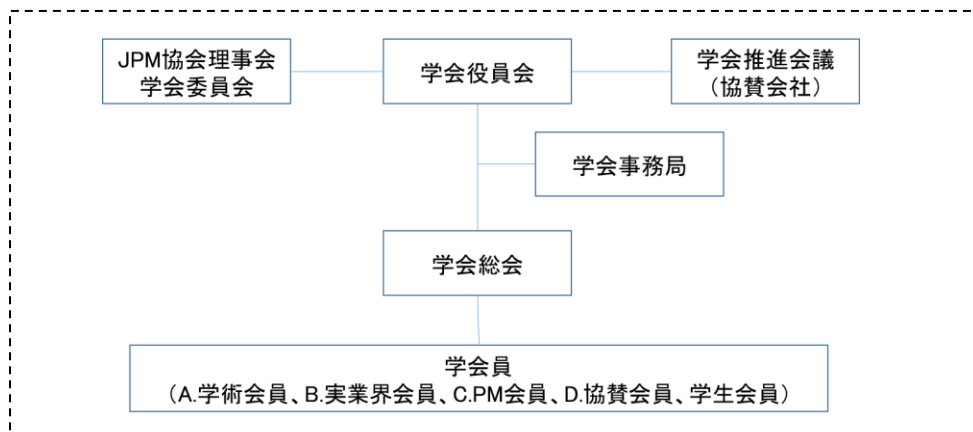 JPM協会理事会
学会委員会
学会役員会
学会推進会議
（協賛会社）
学会事務局
学会総会
学会員
（A.学術会員、B.実業界会員、C.PM会員、D.協賛会員、学生会員）